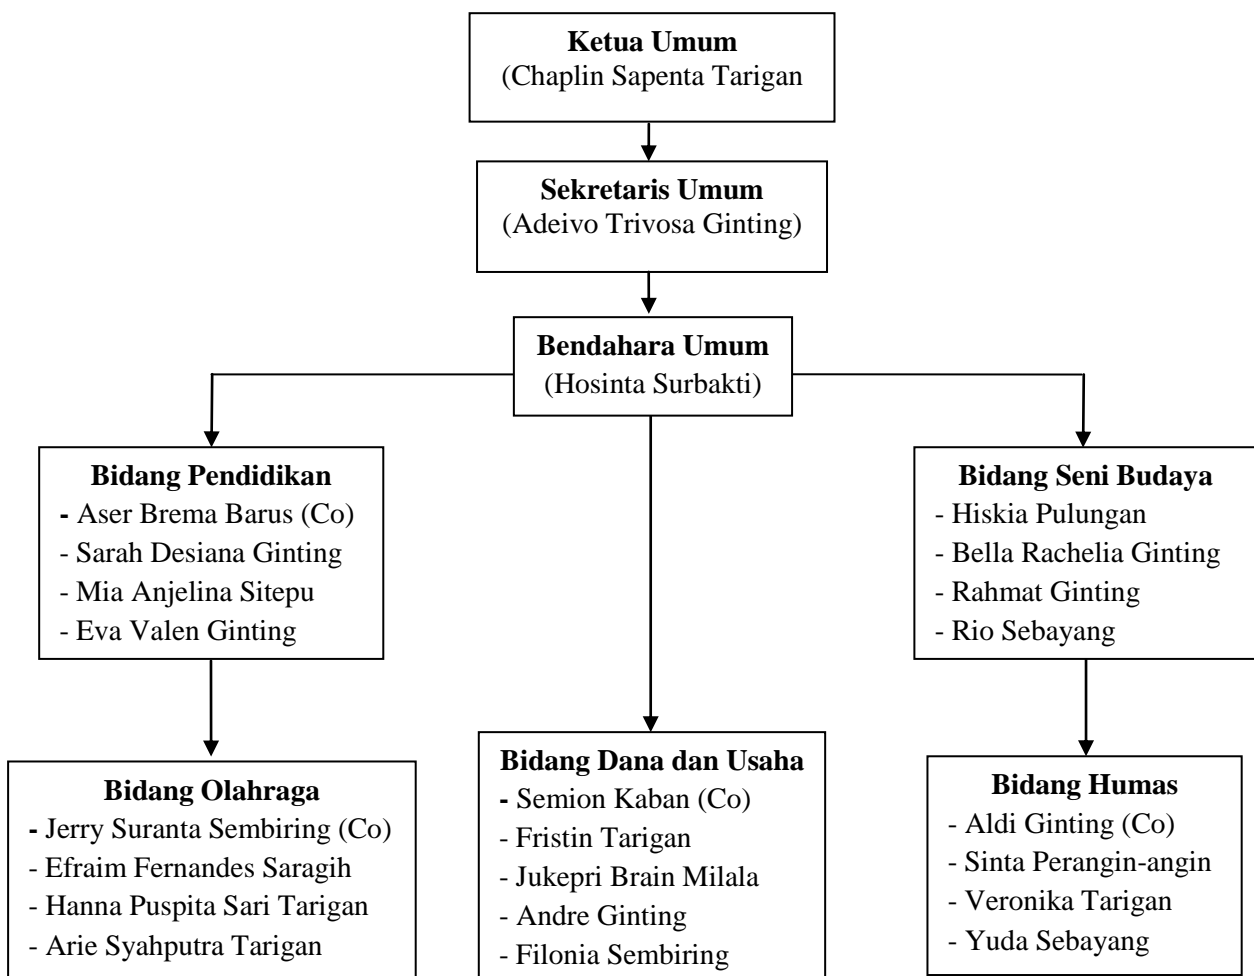 Ketua Umum
(Chaplin Sapenta Tarigan
Sekretaris Umum
(Adeivo Trivosa Ginting)
Bendahara Umum
(Hosinta Surbakti)
Bidang Pendidikan
- Aser Brema Barus (Co)
- Sarah Desiana Ginting
- Mia Anjelina Sitepu
- Eva Valen Ginting
Bidang Seni Budaya
- Hiskia Pulungan
- Bella Rachelia Ginting
- Rahmat Ginting
- Rio Sebayang
Bidang Olahraga
- Jerry Suranta Sembiring (Co)
- Efraim Fernandes Saragih
- Hanna Puspita Sari Tarigan
- Arie Syahputra Tarigan
Bidang Dana dan Usaha
- Semion Kaban (Co)
- Fristin Tarigan
- Jukepri Brain Milala
- Andre Ginting
- Filonia Sembiring
Bidang Humas
- Aldi Ginting (Co)
- Sinta Perangin-angin
- Veronika Tarigan
- Yuda Sebayang